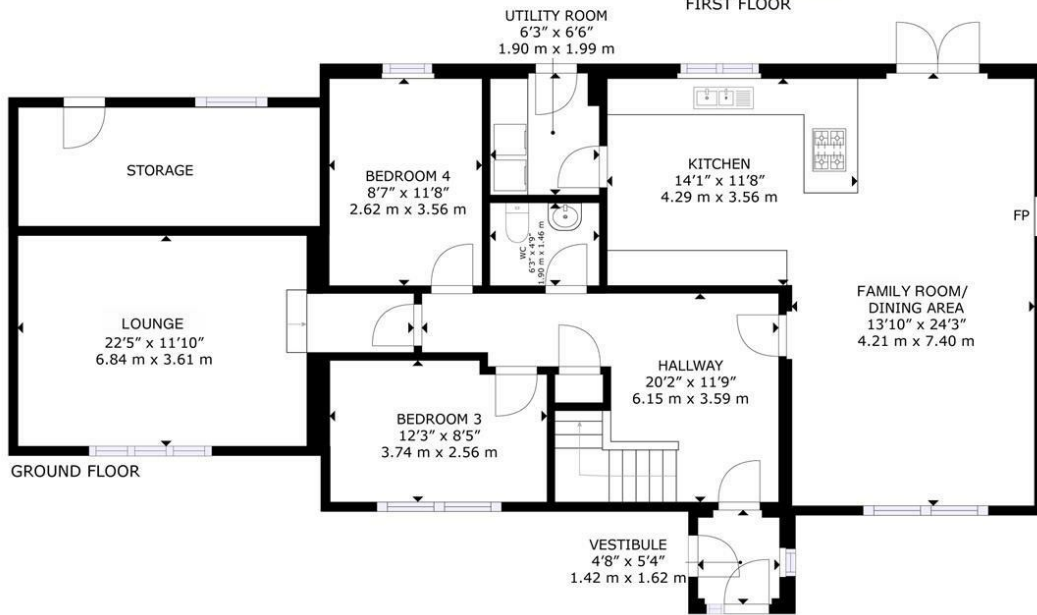 FIRST FLOOR
UTILITY ROOM
6'3" x 6'6"
1.90 m x 1.99 m
STORAGE
BEDROOM 4
8'7" x 11'8"
2.62 m x 3.56 m
KITCHEN
14'1" x 11'8"
4.29 m x 3.56 m
FP
WC
6'3" x 4'9"
1.90 m x 1.46 m
LOUNGE
22'5" x 11'10"
6.84 m x 3.61 m
FAMILY ROOM/
DINING AREA
13'10" x 24'3"
4.21 m x 7.40 m
HALLWAY
20'2" x 11'9"
6.15 m x 3.59 m
BEDROOM 3
12'3" x 8'5"
3.74 m x 2.56 m
GROUND FLOOR
VESTIBULE
4'8" x 5'4"
1.42 m x 1.62 m